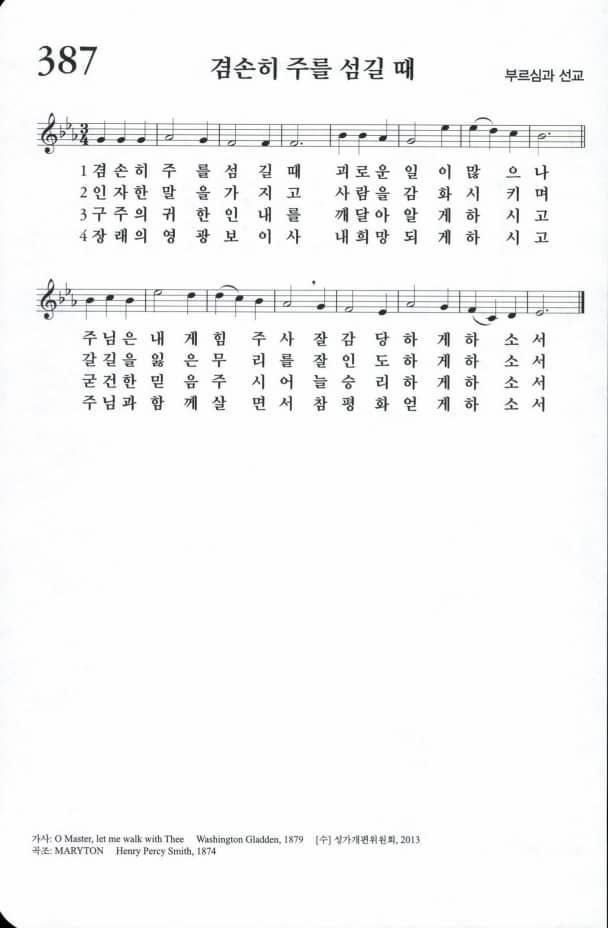 387
겸손히 주를 섬길 때
부르심과 선교
1 겸손히 주를 섬길 때 괴로운 일이 많으나
2 인자한 말을 가지고 사람을 감화시키며
3 구주의 귀한 인내를 깨달아 알게 하시고
4 장래의 영광 보이사 내 희망 되게 하시고
주님은 내게 힘주사 잘 감당하게 하소서
갈 길을 잃은 무리를 잘 인도하게 하소서
굳건한 믿음 주시어 늘 승리하게 하소서
주님과 함께 살면서 참 평화 얻게 하소서
가사: O Master, let me walk with Thee Washington Gladden, 1879 [수] 성가개편위원회, 2013
곡조: MARYTON Henry Percy Smith, 1874